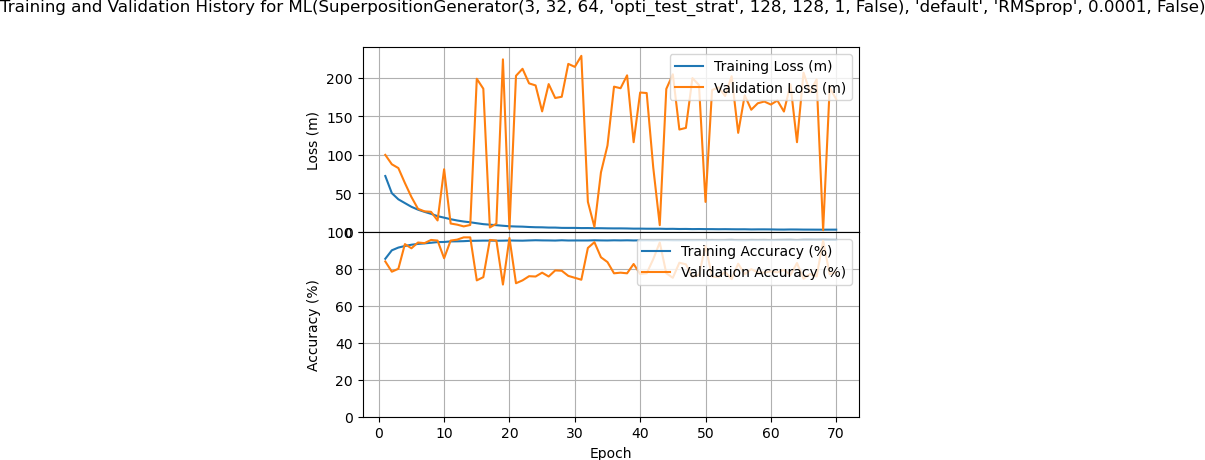 Training and Validation History for ML(SuperpositionGenerator(3, 32, 64, 'opti_test_strat', 128, 128, 1, False), 'default', 'RMSprop', 0.0001, False)
Training Loss (m)
Validation Loss (m)
Loss (m)
200
150
100
50
0
Training Accuracy (%)
Validation Accuracy (%)
Accuracy (%)
100
80
60
40
20
0
0 10 20 30 40 50 60 70
Epoch